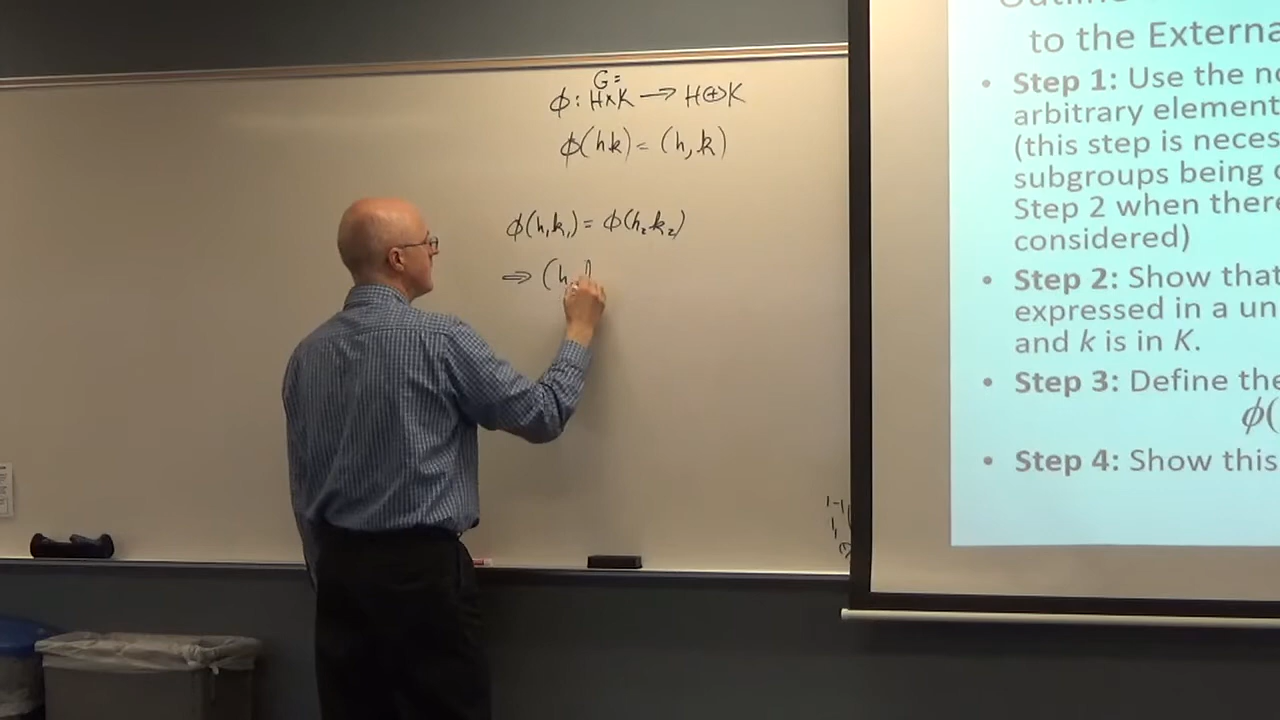 G =
ϕ : H×K → H⊕K
ϕ(hk) = (h, k)
ϕ(h₁k₁) = ϕ(h₂k₂)
⇒ (h
to the Externa
• Step 1: Use the no
arbitrary element
(this step is neces
subgroups being
Step 2 when there
considered)
• Step 2: Show that
expressed in a un
and k is in K.
• Step 3: Define the
ϕ(
• Step 4: Show this
1-1